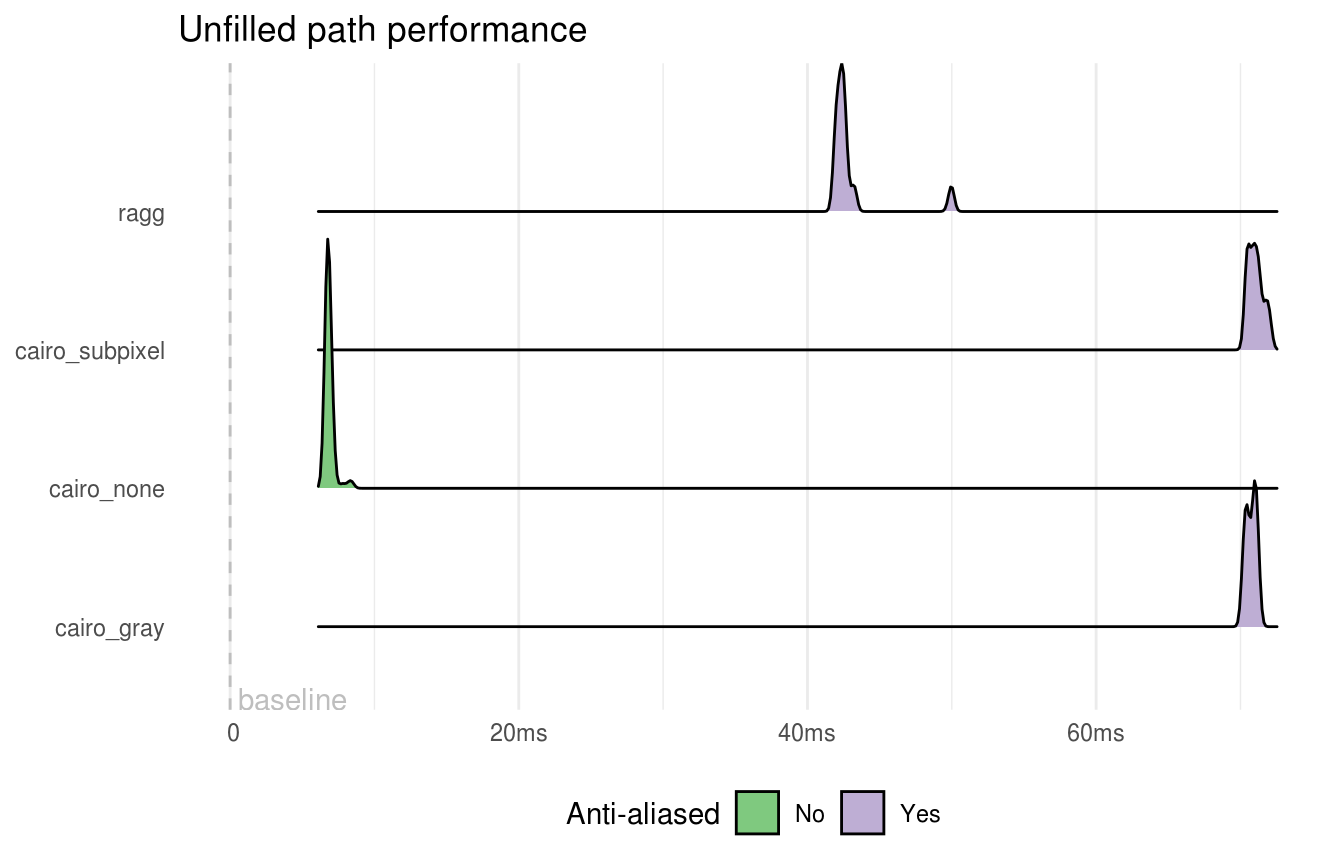 Unfilled path performance
ragg
cairo_subpixel
cairo_none
cairo_gray
baseline
0 20ms 40ms 60ms
Anti-aliased No Yes